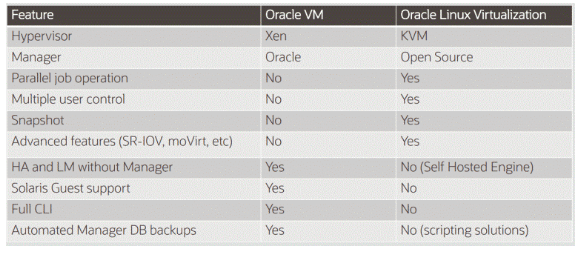 Feature Oracle VM Oracle Linux Virtualization
Hypervisor Xen KVM
Manager Oracle Open Source
Parallel job operation No Yes
Multiple user control No Yes
Snapshot No Yes
Advanced features (SR-IOV, moVirt, etc) No Yes
HA and LM without Manager Yes No (Self Hosted Engine)
Solaris Guest support Yes No
Full CLI Yes No
Automated Manager DB backups Yes No (scripting solutions)